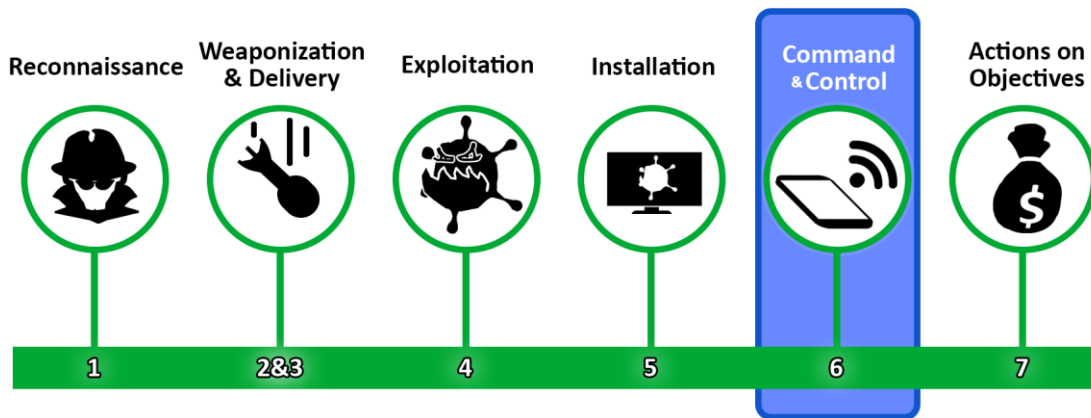 Reconnaissance
Weaponization
& Delivery
Exploitation
Installation
Command
& Control
Actions on
Objectives
$
1
2&3
4
5
6
7